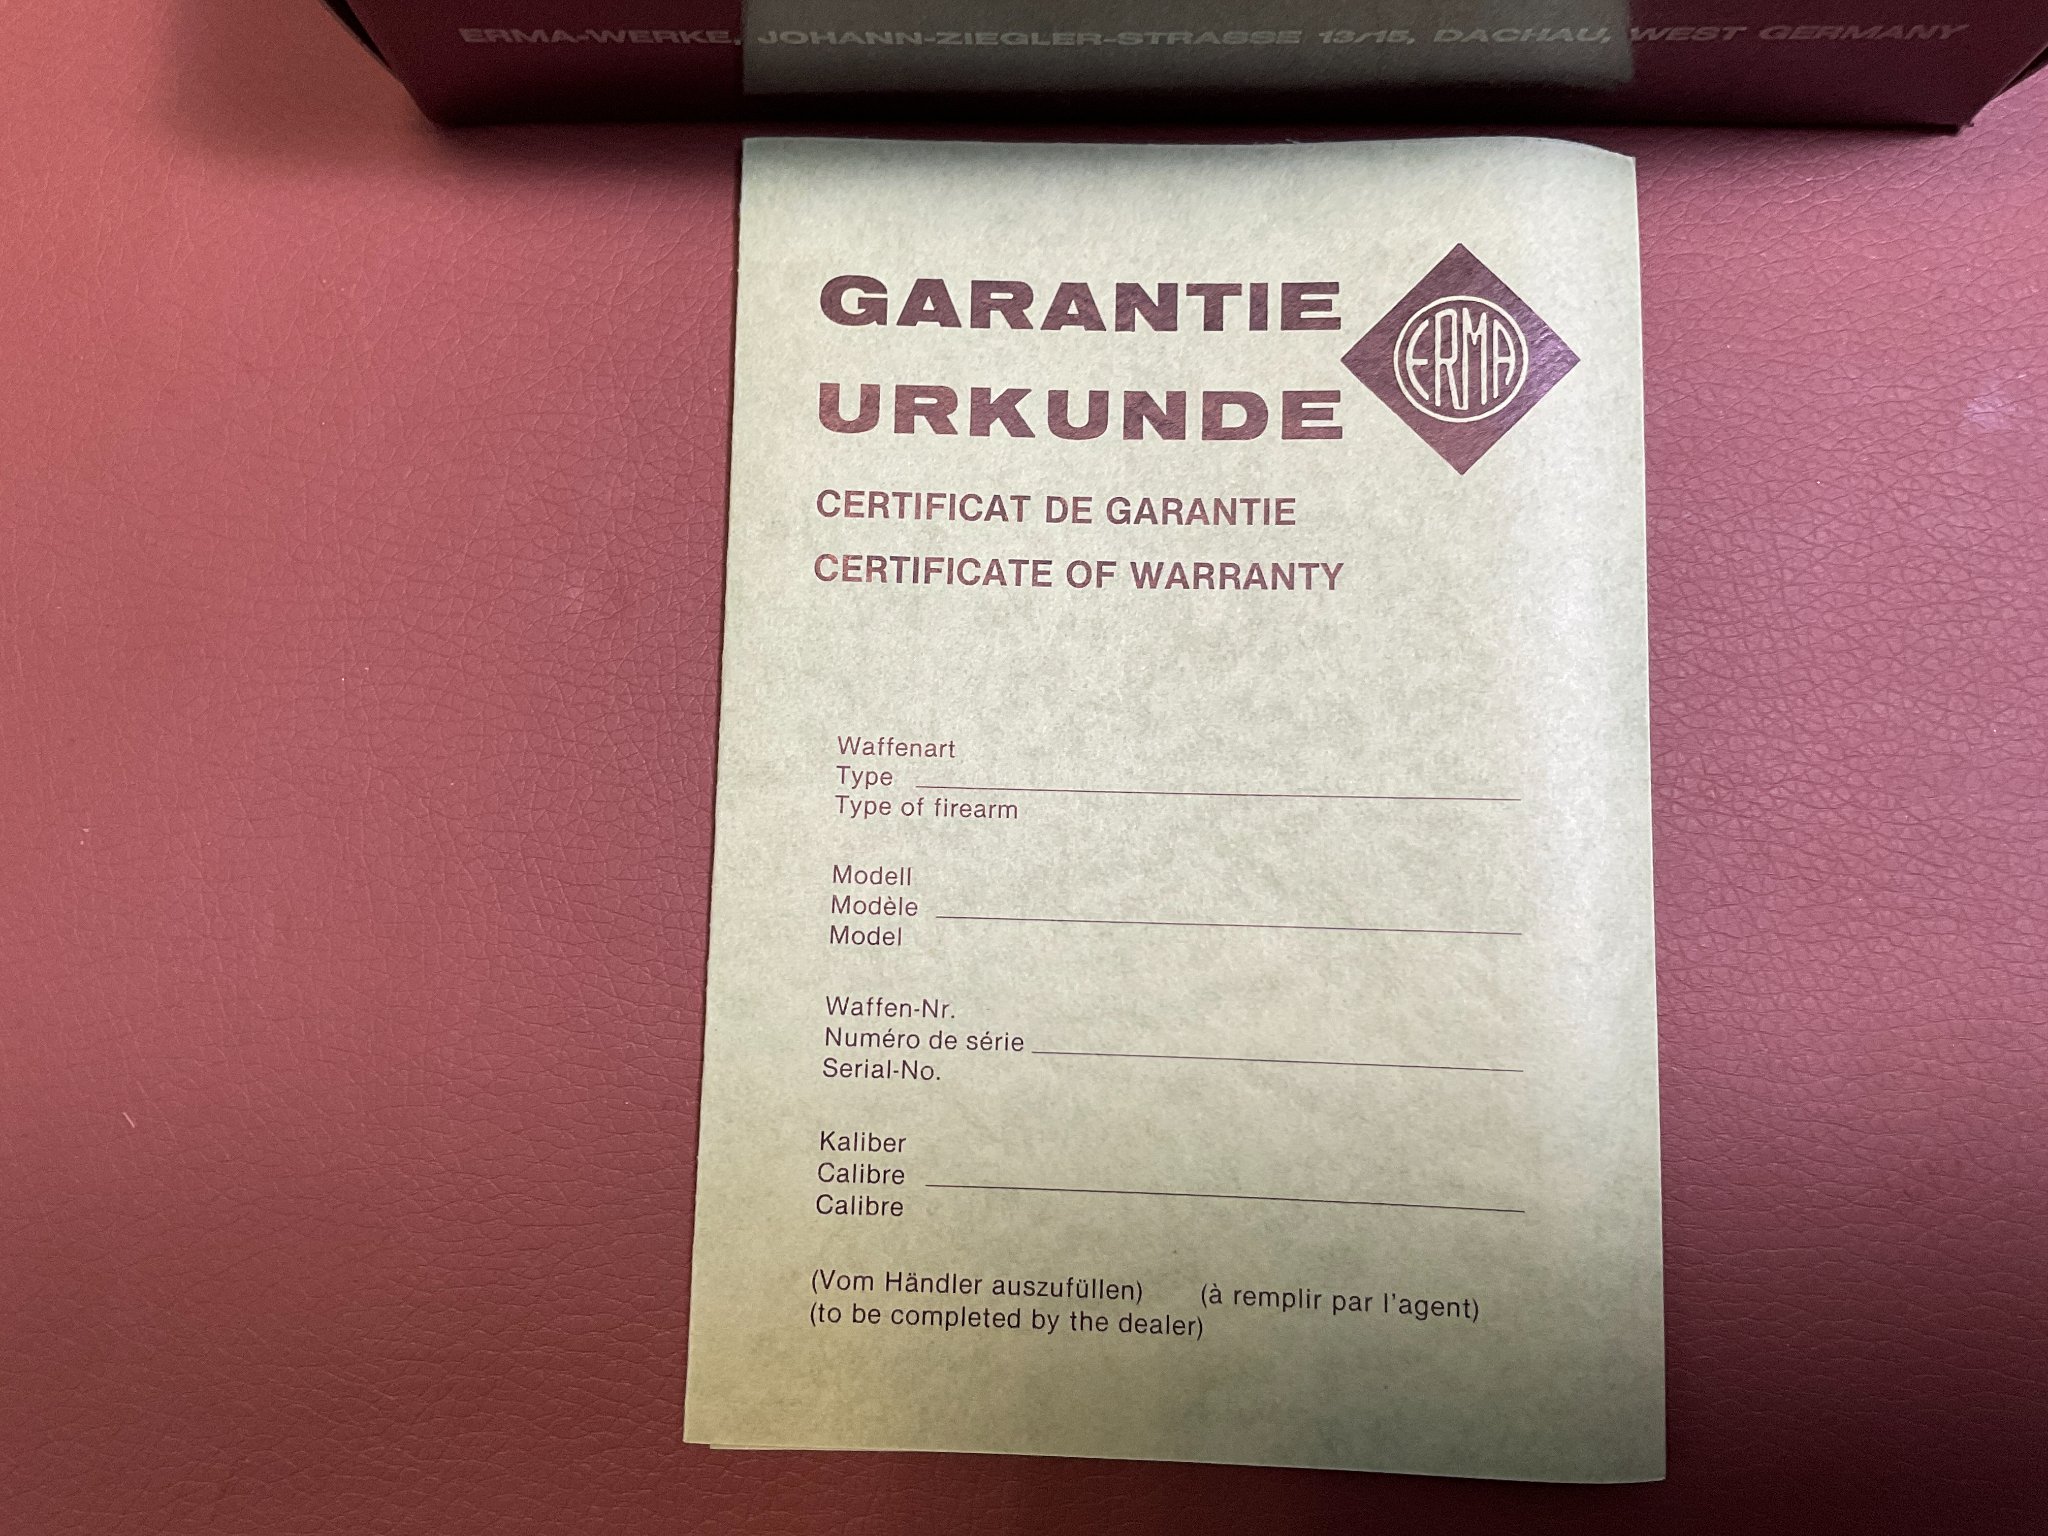 ERMA-WERKE, JOHANN-ZIEGLER-STRASSE 13/15, DACHAU, WEST GERMANY
GARANTIE
URKUNDE
ERMA
CERTIFICAT DE GARANTIE
CERTIFICATE OF WARRANTY
Waffenart
Type
Type of firearm
Modell
Modèle
Model
Waffen-Nr.
Numéro de série
Serial-No.
Kaliber
Calibre
Calibre
(Vom Händler auszufüllen) (à remplir par l'agent)
(to be completed by the dealer)